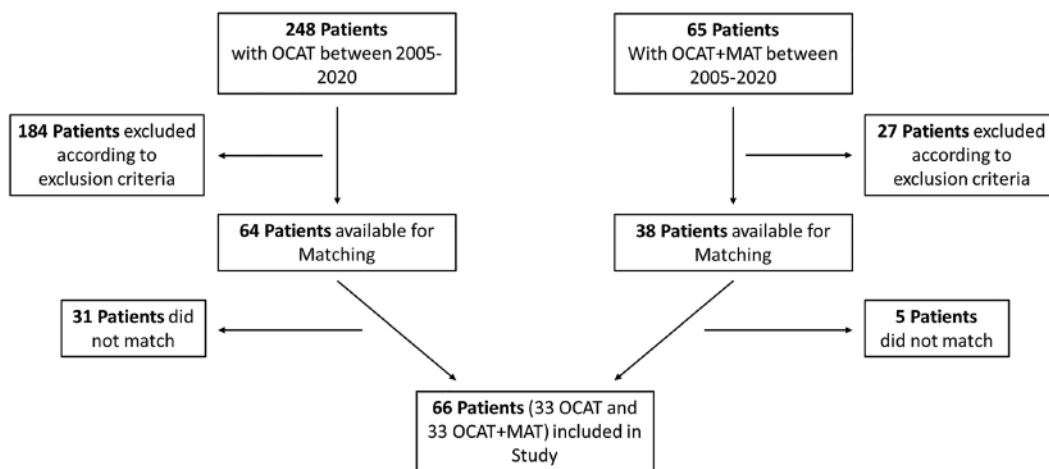 248 Patients
with OCAT between 2005-
2020
65 Patients
With OCAT+MAT between
2005-2020
184 Patients excluded
according to
exclusion criteria
27 Patients excluded
according to
exclusion criteria
64 Patients available for
Matching
38 Patients available for
Matching
31 Patients did
not match
5 Patients
did not match
66 Patients (33 OCAT and
33 OCAT+MAT) included in
Study